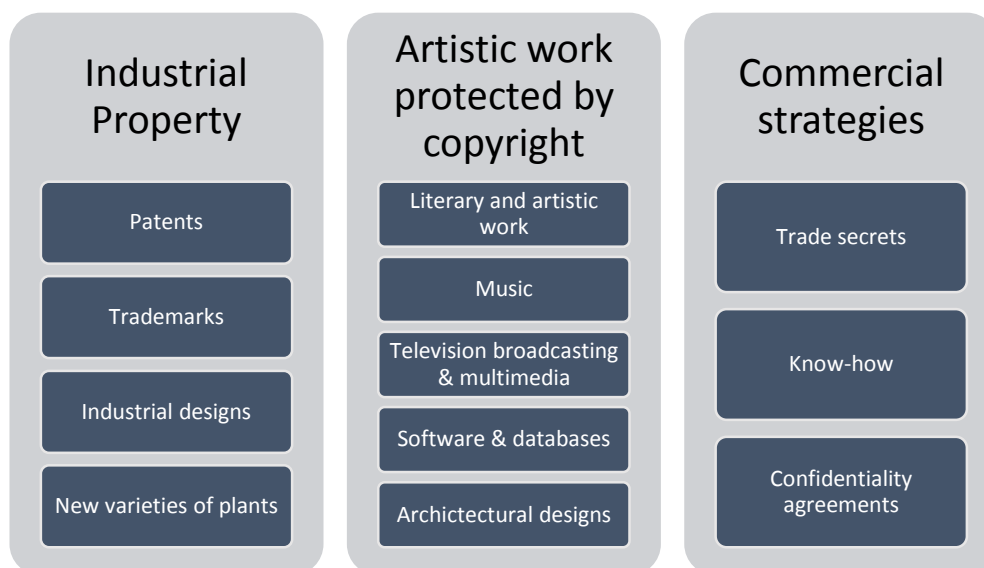 Industrial
Property
Patents
Trademarks
Industrial designs
New varieties of plants
Artistic work
protected by
copyright
Literary and artistic
work
Music
Television broadcasting
& multimedia
Software & databases
Archictectural designs
Commercial
strategies
Trade secrets
Know-how
Confidentiality
agreements